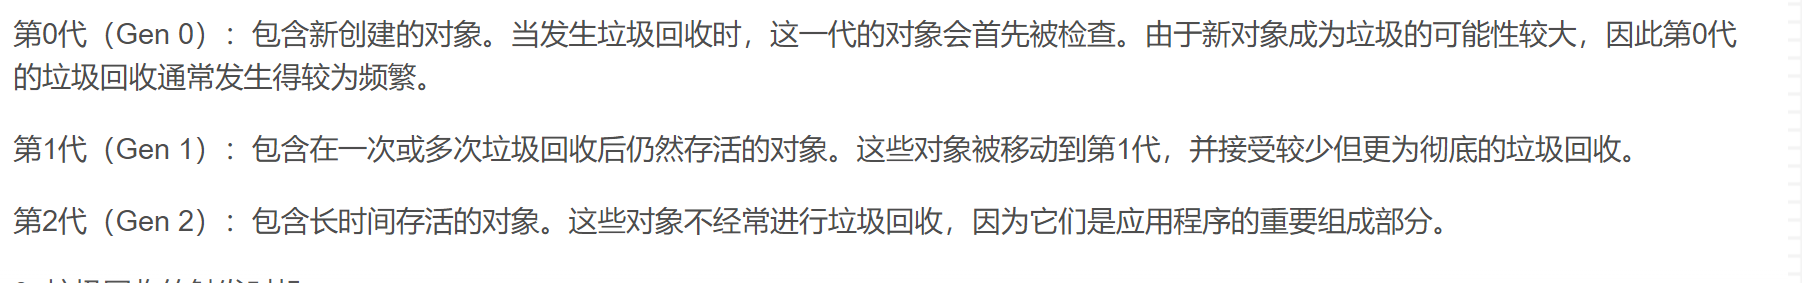 第0代（Gen 0）：包含新创建的对象。当发生垃圾回收时，这一代的对象会首先被检查。由于新对象成为垃圾的可能性较大，因此第0代
的垃圾回收通常发生得较为频繁。
第1代（Gen 1）：包含在一次或多次垃圾回收后仍然存活的对象。这些对象被移动到第1代，并接受较少但更为彻底的垃圾回收。
第2代（Gen 2）：包含长时间存活的对象。这些对象不经常进行垃圾回收，因为它们是应用程序的重要组成部分。